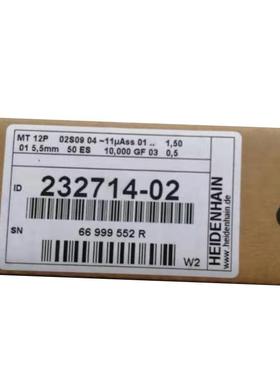 MT 12P 02S09 04 ~11µAss 01 .. 1,50
01 5,5mm 50 ES 10,000 GF 03 0,5
ID 232714-02
SN 66 999 552 R
W2
HEIDENHAIN
www.heidenhain.de